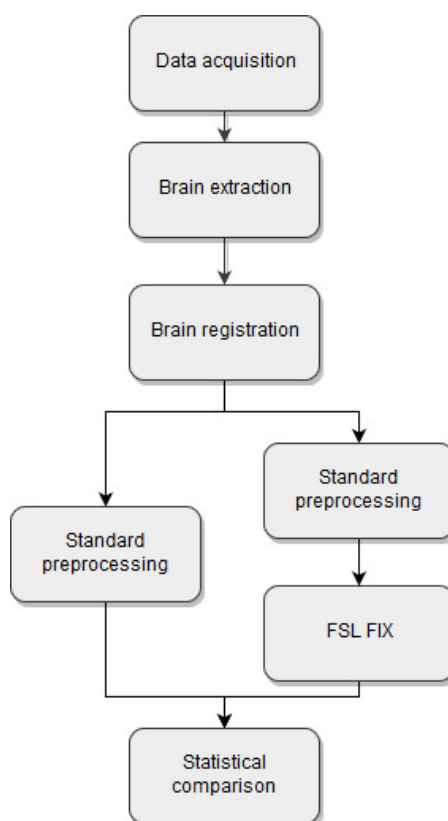 Data acquisition
Brain extraction
Brain registration
Standard
preprocessing
Standard
preprocessing
FSL FIX
Statistical
comparison